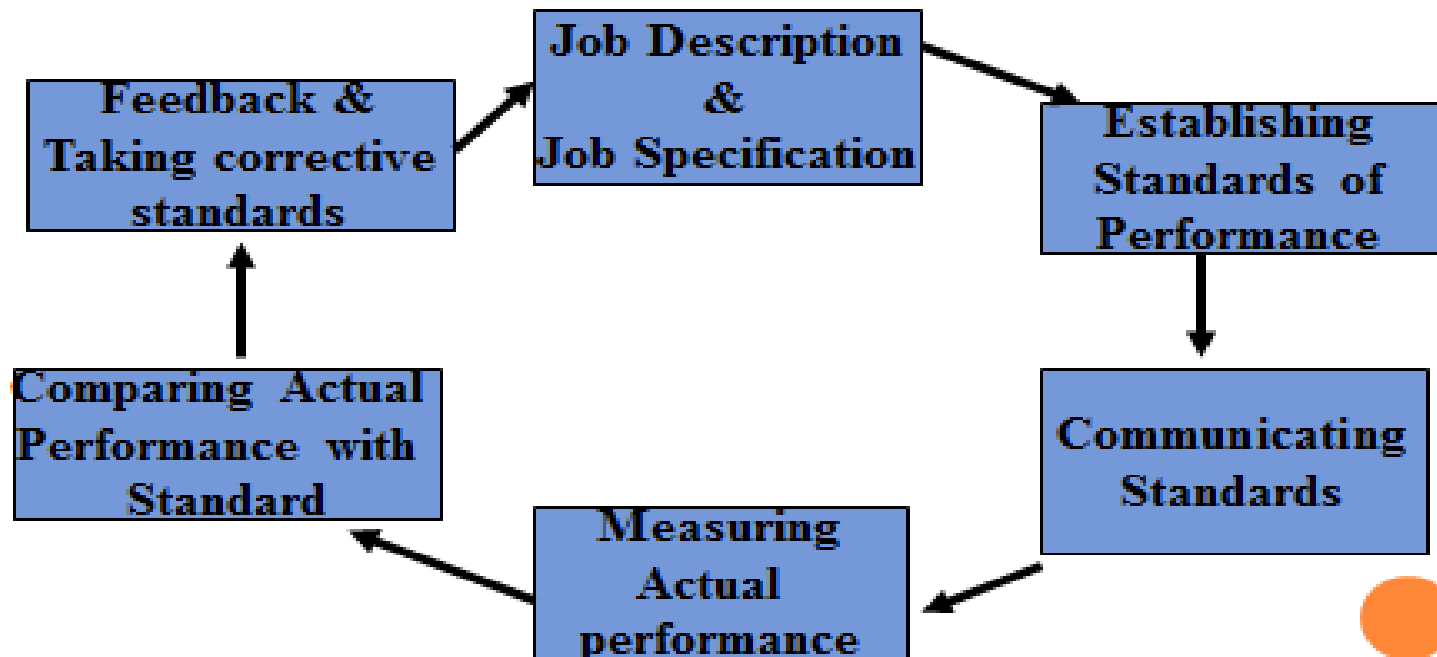 Job Description
&
Job Specification
Establishing
Standards of
Performance
Communicating
Standards
Measuring
Actual
performance
Comparing Actual
Performance with
Standard
Feedback &
Taking corrective
standards